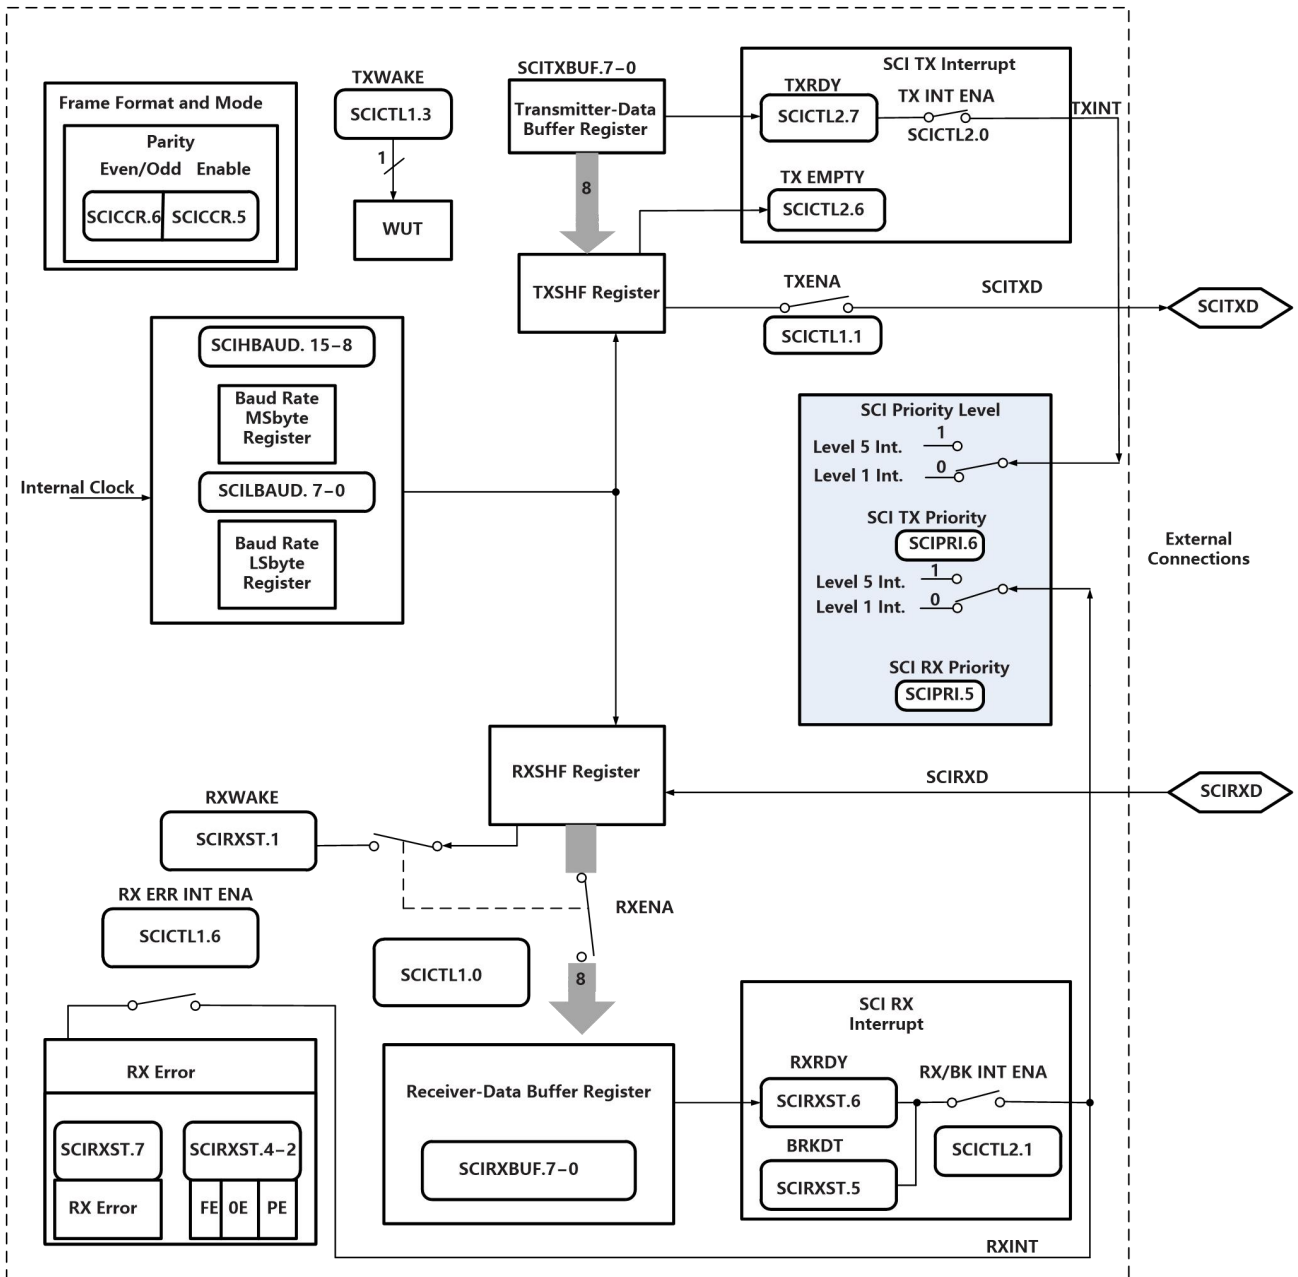 Frame Format and Mode
Parity
Even/Odd Enable
SCICCR.6 SCICCR.5
TXWAKE
SCICTL1.3
1
WUT
SCITXBUF.7-0
Transmitter-Data
Buffer Register
8
TXSHF Register
SCI TX Interrupt
TXRDY
SCICTL2.7
TX INT ENA
SCICTL2.0
TXINT
TX EMPTY
SCICTL2.6
TXENA
SCICTL1.1
SCITXD
SCITXD
Internal Clock
SCIHBAUD. 15-8
Baud Rate
MSbyte
Register
SCILBAUD. 7-0
Baud Rate
LSbyte
Register
SCI Priority Level
1
Level 5 Int.
0
Level 1 Int.
SCI TX Priority
SCIPRI.6
1
Level 5 Int.
0
Level 1 Int.
SCI RX Priority
SCIPRI.5
External
Connections
RXSHF Register
SCIRXD
SCIRXD
RXWAKE
SCIRXST.1
RX ERR INT ENA
SCICTL1.6
RXENA
SCICTL1.0
8
RX Error
SCIRXST.7
SCIRXST.4-2
RX Error
FE 0E PE
Receiver-Data Buffer Register
SCIRXBUF.7-0
SCI RX
Interrupt
RXRDY
SCIRXST.6
RX/BK INT ENA
BRKDT
SCIRXST.5
SCICTL2.1
RXINT